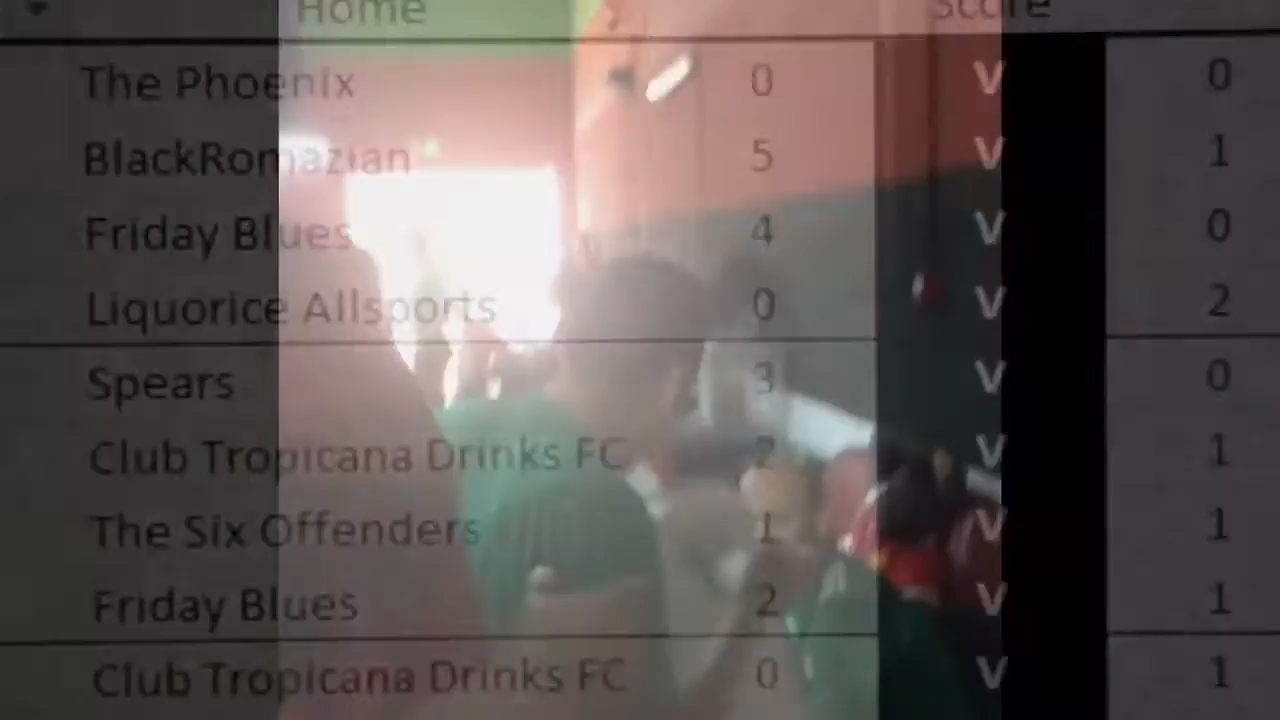 Home Score
The Phoenix 0 V 0
BlackRomazian 5 V 1
Friday Blues 4 V 0
Liquorice Allsports 0 V 2
Spears 3 V 0
Club Tropicana Drinks FC 2 V 1
The Six Offenders 1 V 1
Friday Blues 2 V 1
Club Tropicana Drinks FC 0 V 1